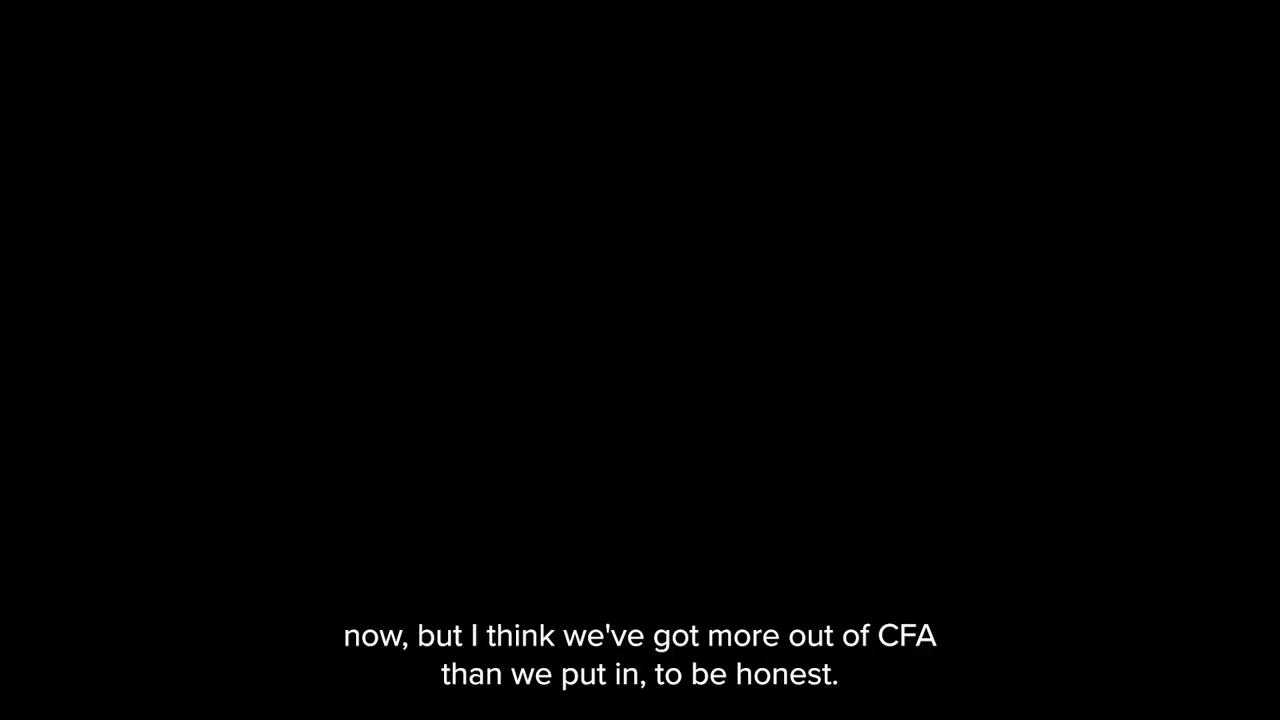 now, but I think we've got more out of CFA
than we put in, to be honest.